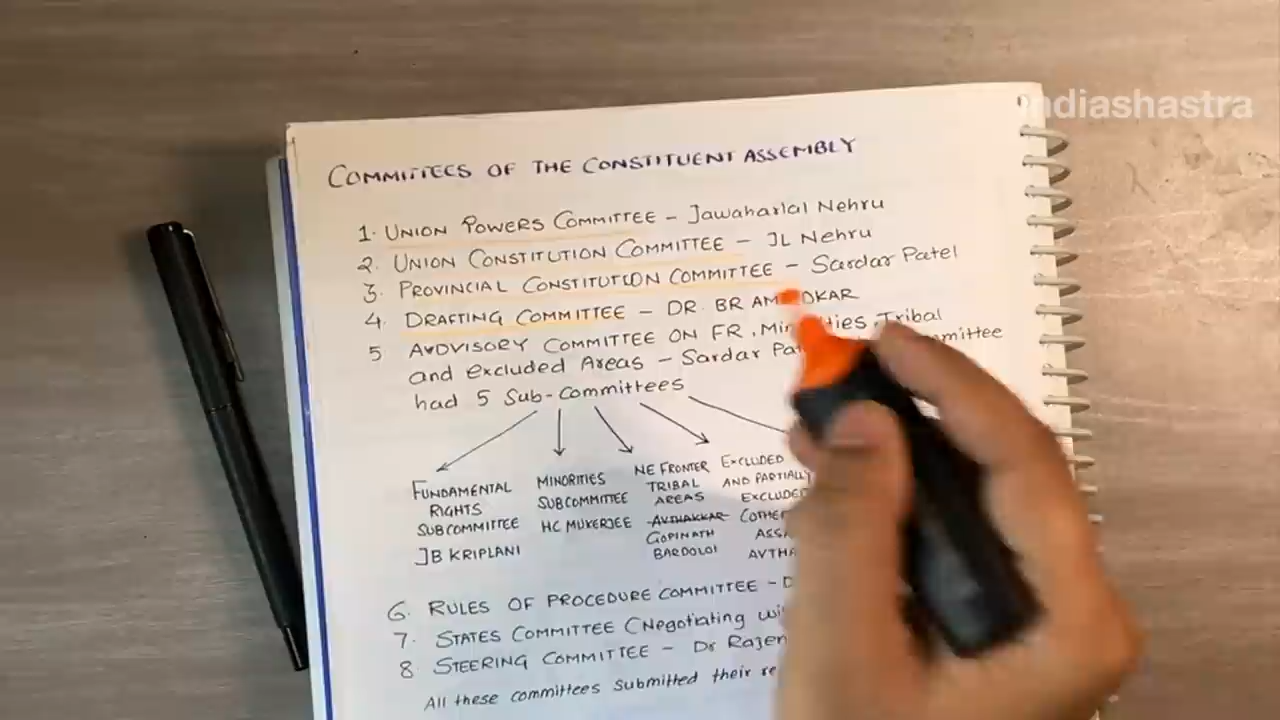 indiashastra
COMMITTEES OF THE CONSTITUENT ASSEMBLY
1. UNION POWERS COMMITTEE - Jawaharlal Nehru
2. UNION CONSTITUTION COMMITTEE - JL Nehru
3. PROVINCIAL CONSTITUTION COMMITTEE - Sardar Patel
4. DRAFTING COMMITTEE - DR. BR
5 ADVISORY COMMITTEE ON FR, Tribal
and Excluded Areas - Sardar
had 5 Sub-Committees
FUNDAMENTAL
RIGHTS
SUBCOMMITTEE
JB KRIPLANI
MINORITIES
SUBCOMMITTEE
HC MUKERJEE
NE FRONTER
TRIBAL
AREAS
AVTHAKKAR
GOPINATH
BARDOLOI
EXCLUDED
AND PARTIALLY
EXCLUDED
6. RULES OF PROCEDURE COMMITTEE -
7. STATES COMMITTEE (Negotiating
8 STEERING COMMITTEE - Dr
All these committees submitted their